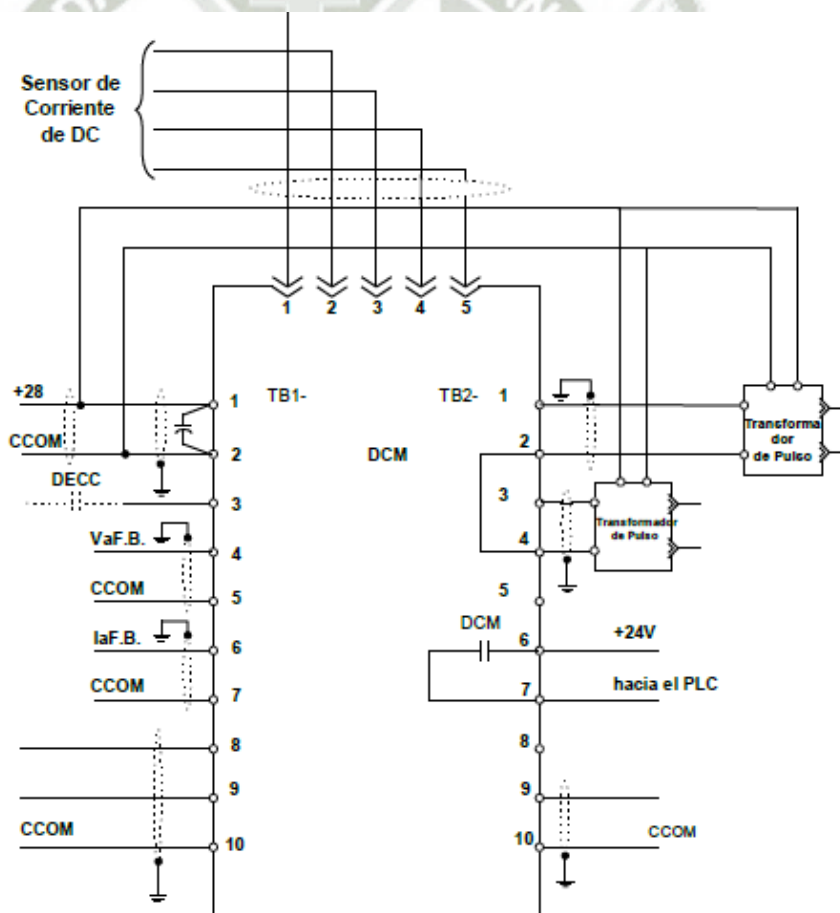 Sensor de
Corriente
de DC
1 2 3 4 5
+28
1
TB1-
TB2-
1
CCOM
2
DCM
2
DECC
3
3
VaF.B.
4
4
CCOM
5
5
IaF.B.
6
DCM
6
+24V
CCOM
7
7
hacia el PLC
8
8
9
9
CCOM
10
10
CCOM
Transforma
dor
de Pulso
Transformador
de Pulso